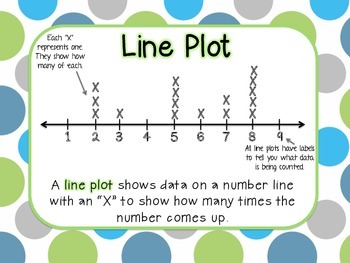 Line Plot
Each "X"
represents one.
They show how
many of each.
X
X X
X X X
X X X X
X X X X X X
1 2 3 4 5 6 7 8 9
All line plots have labels
to tell you what data
is being counted.
A line plot shows data on a number line
with an "X" to show how many times the
number comes up.